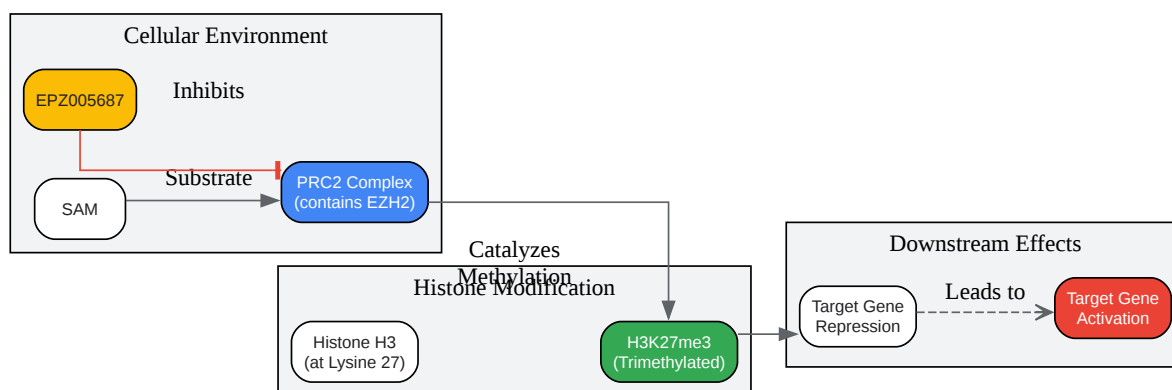 Cellular Environment
EPZ005687
Inhibits
Substrate
SAM
PRC2 Complex
(contains EZH2)
Catalyzes
Methylation
Histone Modification
Histone H3
(at Lysine 27)
H3K27me3
(Trimethylated)
Downstream Effects
Target Gene
Repression
Leads to
Target Gene
Activation